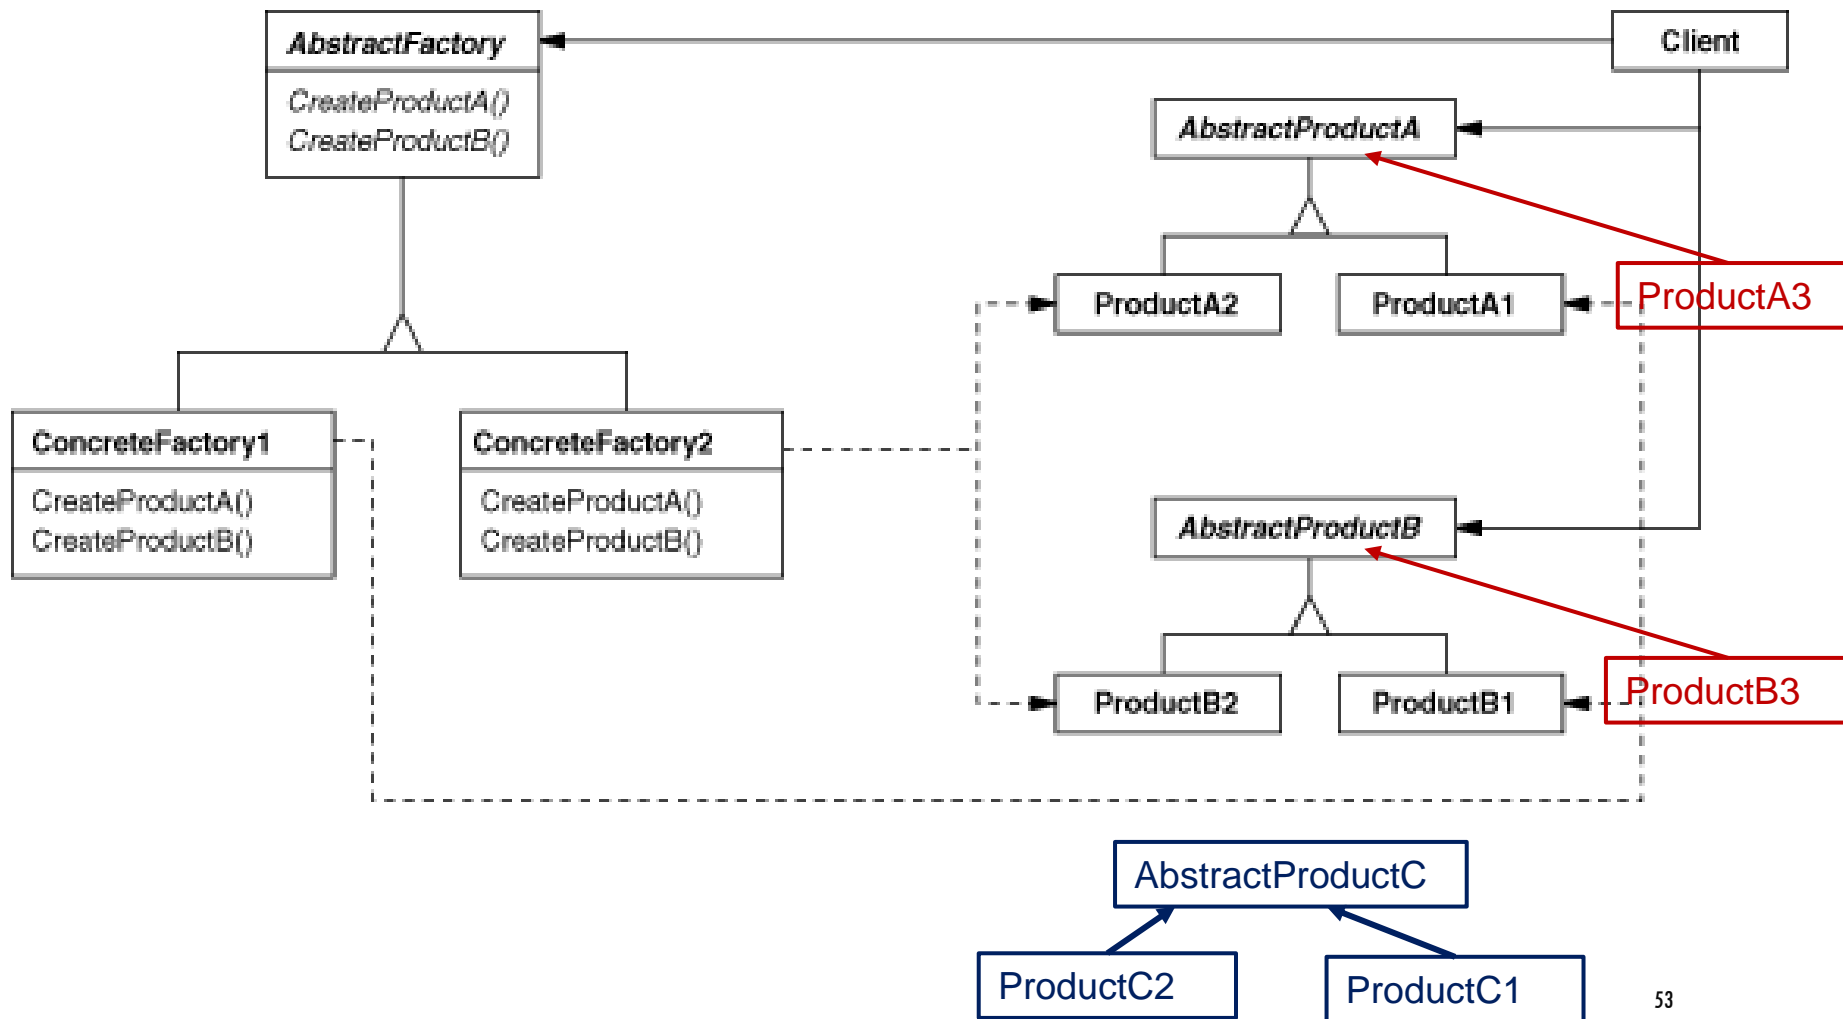 AbstractFactory
CreateProductA()
CreateProductB()
Client
AbstractProductA
ProductA2
ProductA1
ProductA3
ConcreteFactory1
CreateProductA()
CreateProductB()
ConcreteFactory2
CreateProductA()
CreateProductB()
AbstractProductB
ProductB2
ProductB1
ProductB3
AbstractProductC
ProductC2
ProductC1
53